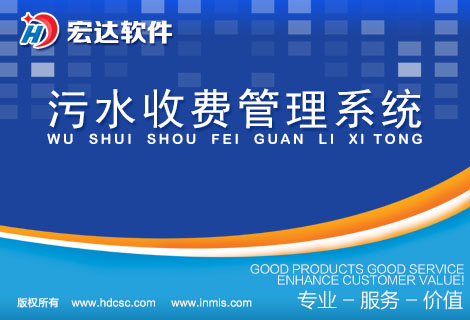 HD 宏达软件
污水收费管理系统
WU SHUI SHOU FEI GUAN LI XI TONG
GOOD PRODUCTS GOOD SERVICE
ENHANCE CUSTOMER VALUE!
版权所有 www.hdcsc.com www.inmis.com 专业－服务－价值